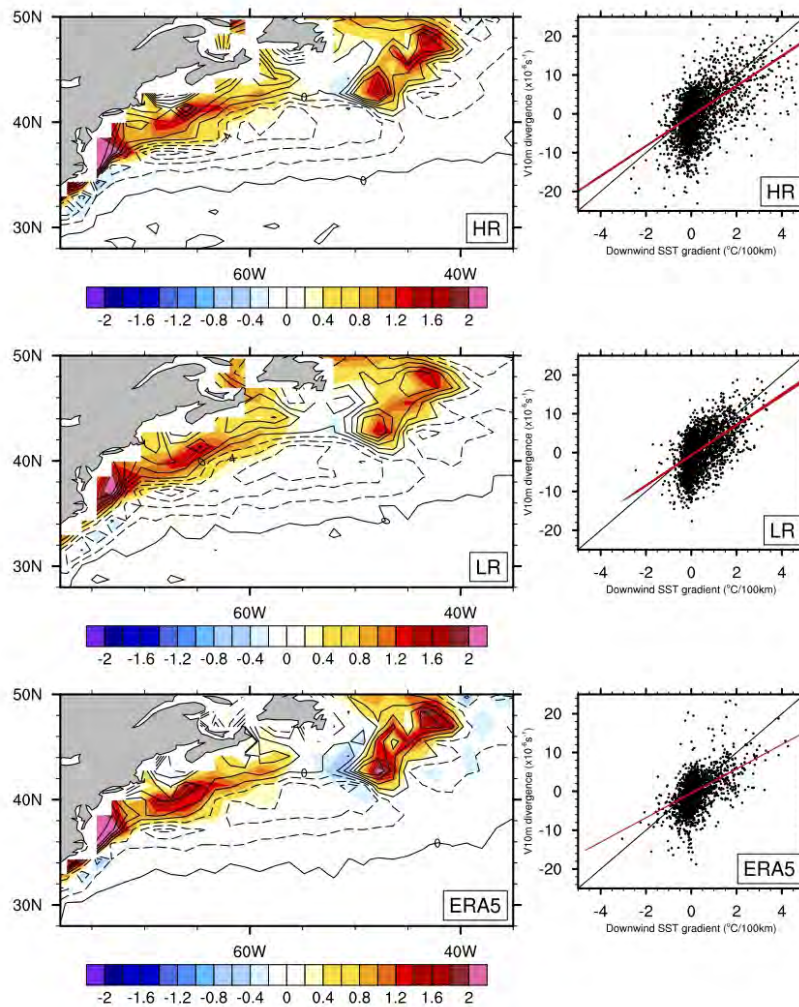 50N
40N
30N
0
0
HR
60W 40W
-2 -1.6 -1.2 -0.8 -0.4 0 0.4 0.8 1.2 1.6 2
V10m divergence (x10⁻⁶s⁻¹)
20
10
0
-10
-20
HR
-4 -2 0 2 4
Downwind SST gradient (°C/100km)
50N
40N
30N
0
4
0
LR
60W 40W
-2 -1.6 -1.2 -0.8 -0.4 0 0.4 0.8 1.2 1.6 2
V10m divergence (x10⁻⁶s⁻¹)
20
10
0
-10
-20
LR
-4 -2 0 2 4
Downwind SST gradient (°C/100km)
50N
40N
30N
0
0
ERA5
60W 40W
-2 -1.6 -1.2 -0.8 -0.4 0 0.4 0.8 1.2 1.6 2
V10m divergence (x10⁻⁶s⁻¹)
20
10
0
-10
-20
ERA5
-4 -2 0 2 4
Downwind SST gradient (°C/100km)